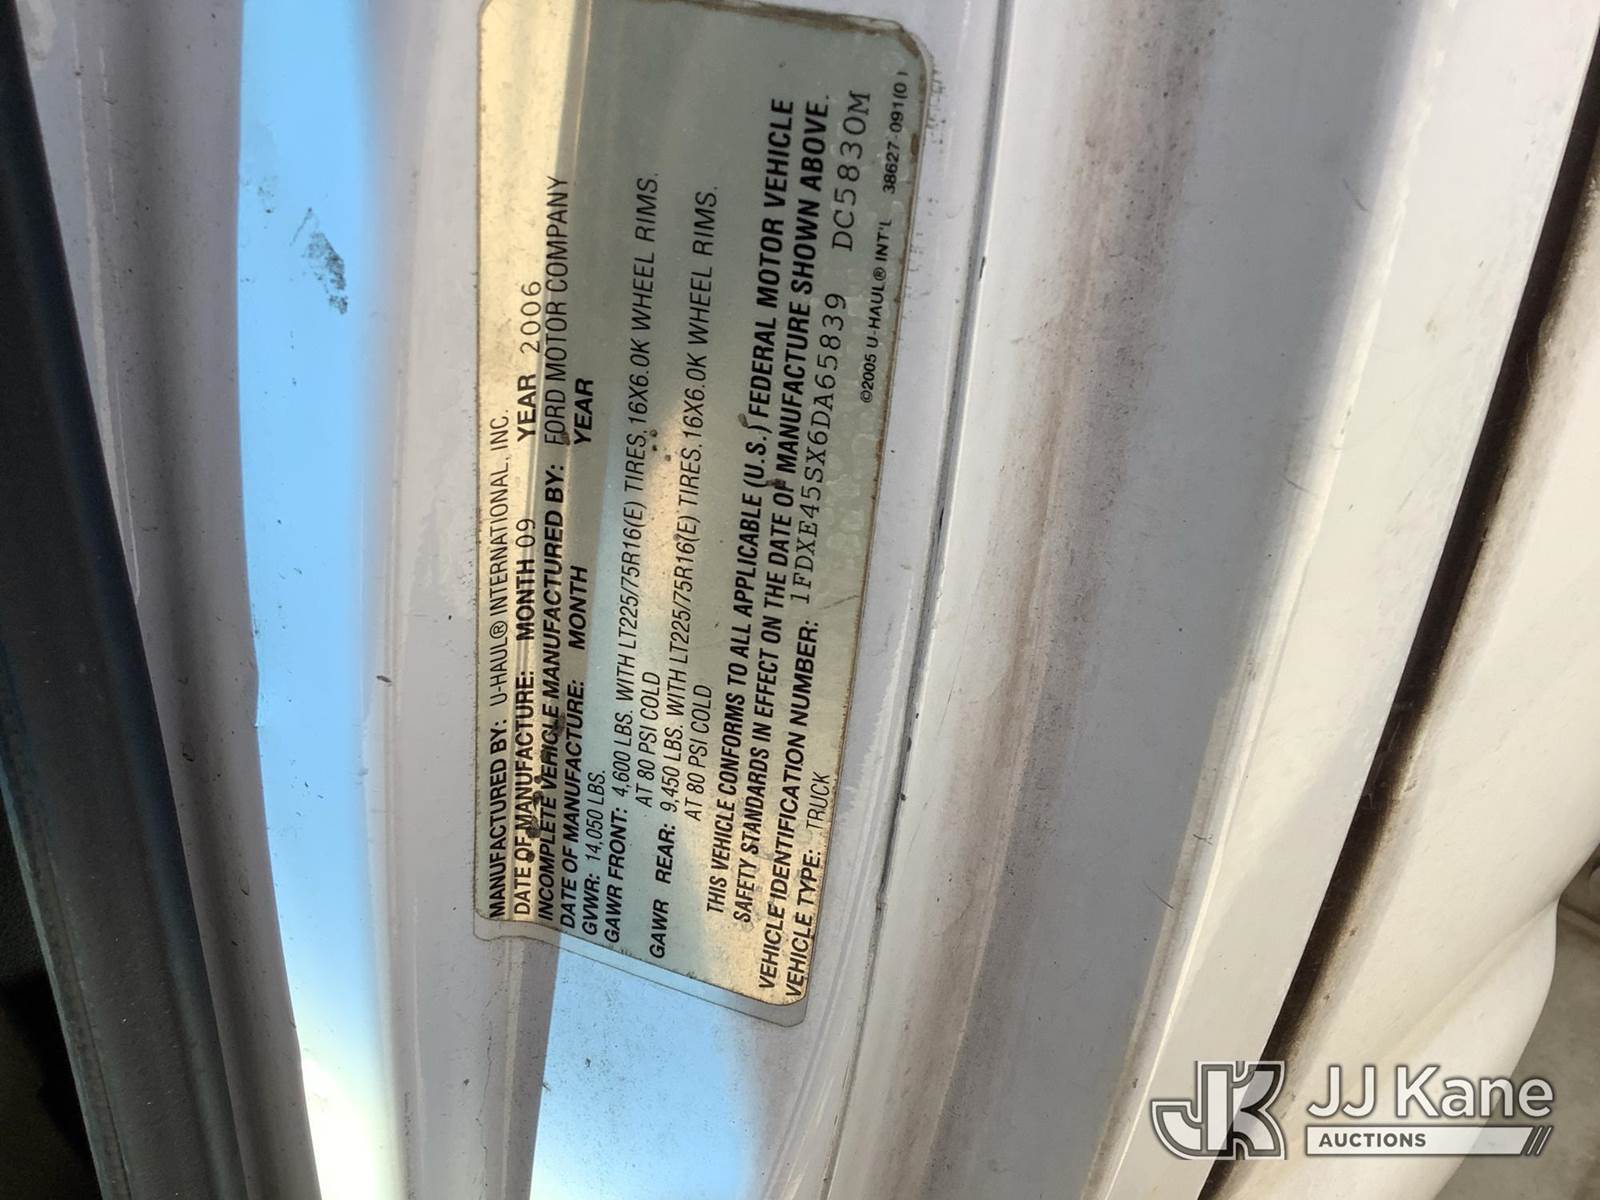 MANUFACTURED BY: U-HAUL® INTERNATIONAL, INC.
DATE OF MANUFACTURE: MONTH 09 YEAR 2006
INCOMPLETE VEHICLE MANUFACTURED BY: FORD MOTOR COMPANY
DATE OF MANUFACTURE: MONTH YEAR
GVWR: 14,050 LBS.
GAWR FRONT: 4,600 LBS. WITH LT225/75R16(E) TIRES, 16X6.0K WHEEL RIMS.
AT 80 PSI COLD
GAWR REAR: 9,450 LBS. WITH LT225/75R16(E) TIRES, 16X6.0K WHEEL RIMS.
AT 80 PSI COLD
THIS VEHICLE CONFORMS TO ALL APPLICABLE (U.S.) FEDERAL MOTOR VEHICLE
SAFETY STANDARDS IN EFFECT ON THE DATE OF MANUFACTURE SHOWN ABOVE.
VEHICLE IDENTIFICATION NUMBER: 1FDXE45SX6DA65839 DC5830M
VEHICLE TYPE: TRUCK
©2005 U-HAUL® INT'L 38627-091(0)
JK
JJ Kane
AUCTIONS